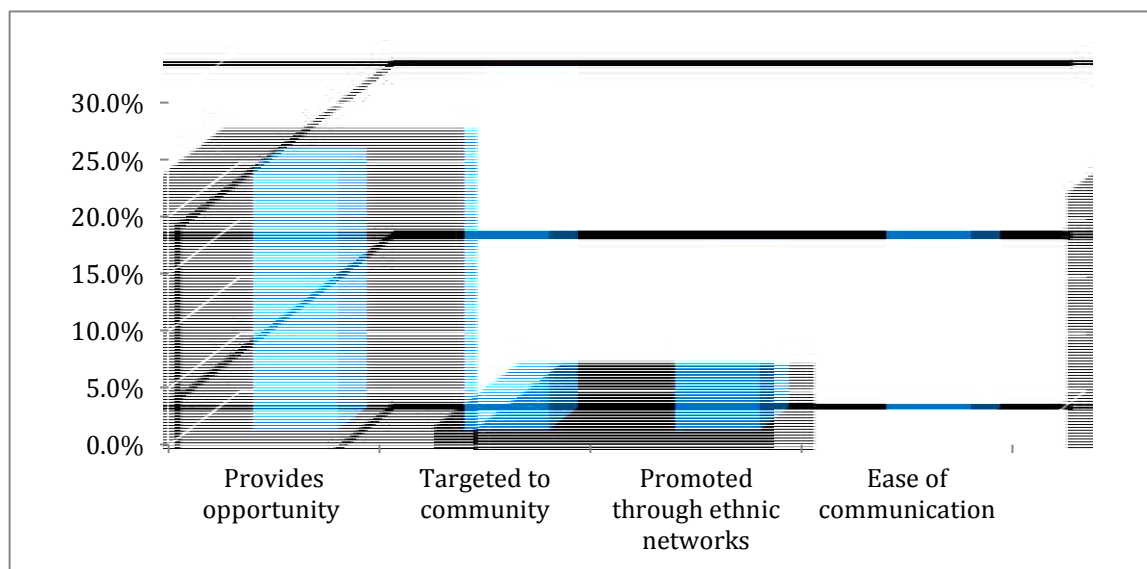 30.0%
25.0%
20.0%
15.0%
10.0%
5.0%
0.0%
Provides
opportunity
Targeted to
community
Promoted
through ethnic
networks
Ease of
communication